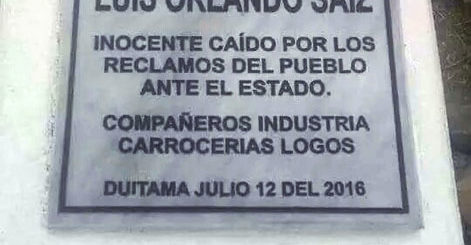 LUIS ORLANDO SAIZ
INOCENTE CAÍDO POR LOS
RECLAMOS DEL PUEBLO
ANTE EL ESTADO.
COMPAÑEROS INDUSTRIA
CARROCERIAS LOGOS
DUITAMA JULIO 12 DEL 2016